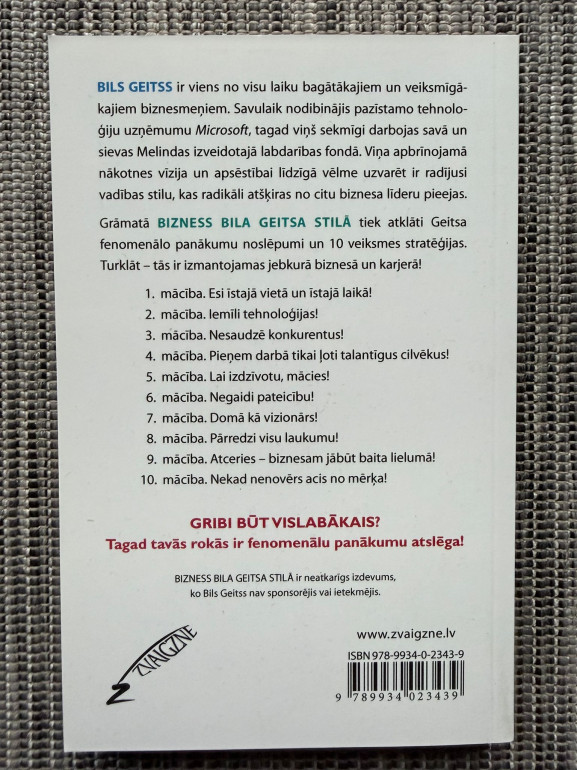 BILS GEITSS ir viens no visu laiku bagātākajiem un veiksmīgā-
kajiem biznesmeņiem. Savulaik nodibinājis pazīstamo tehnolo-
ģiju uzņēmumu Microsoft, tagad viņš sekmīgi darbojas savā un
sievas Melindas izveidotajā labdarības fondā. Viņa apbrīnojamā
nākotnes vīzija un apsēstībai līdzīgā vēlme uzvarēt ir radījusi
vadības stilu, kas radikāli atšķiras no citu biznesa līderu pieejas.
Grāmatā BIZNESS BILA GEITSA STILĀ tiek atklāti Geitsa
fenomenālo panākumu noslēpumi un 10 veiksmes stratēģijas.
Turklāt – tās ir izmantojamas jebkurā biznesā un karjerā!
1. mācība. Esi īstajā vietā un īstajā laikā!
2. mācība. Iemīli tehnoloģijas!
3. mācība. Nesaudzē konkurentus!
4. mācība. Pieņem darbā tikai ļoti talantīgus cilvēkus!
5. mācība. Lai izdzīvotu, mācies!
6. mācība. Negaidi pateicību!
7. mācība. Domā kā vizionārs!
8. mācība. Pārredzi visu laukumu!
9. mācība. Atceries – biznesam jābūt baita lielumā!
10. mācība. Nekad nenovērs acis no mērķa!
GRIBI BŪT VISLABĀKAIS?
Tagad tavās rokās ir fenomenālu panākumu atslēga!
BIZNESS BILA GEITSA STILĀ ir neatkarīgs izdevums,
ko Bils Geitss nav sponsorējis vai ietekmējis.
ZVAIGZNE
www.zvaigzne.lv
ISBN 978-9934-0-2343-9
9 789934 023439